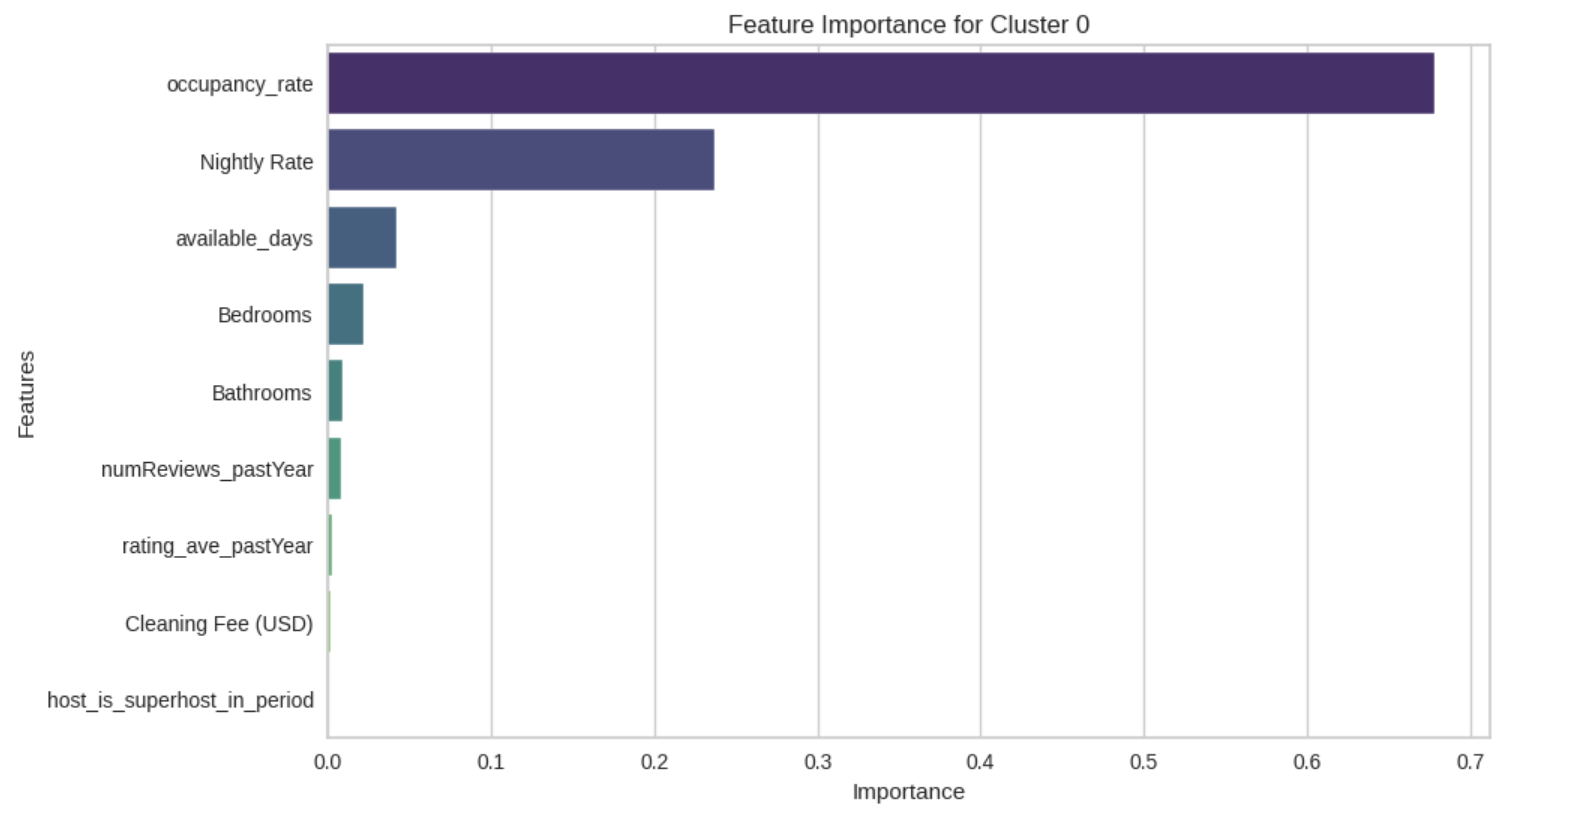 Feature Importance for Cluster 0
occupancy_rate
Nightly Rate
available_days
Bedrooms
Bathrooms
numReviews_pastYear
rating_ave_pastYear
Cleaning Fee (USD)
host_is_superhost_in_period
Features
0.0 0.1 0.2 0.3 0.4 0.5 0.6 0.7
Importance